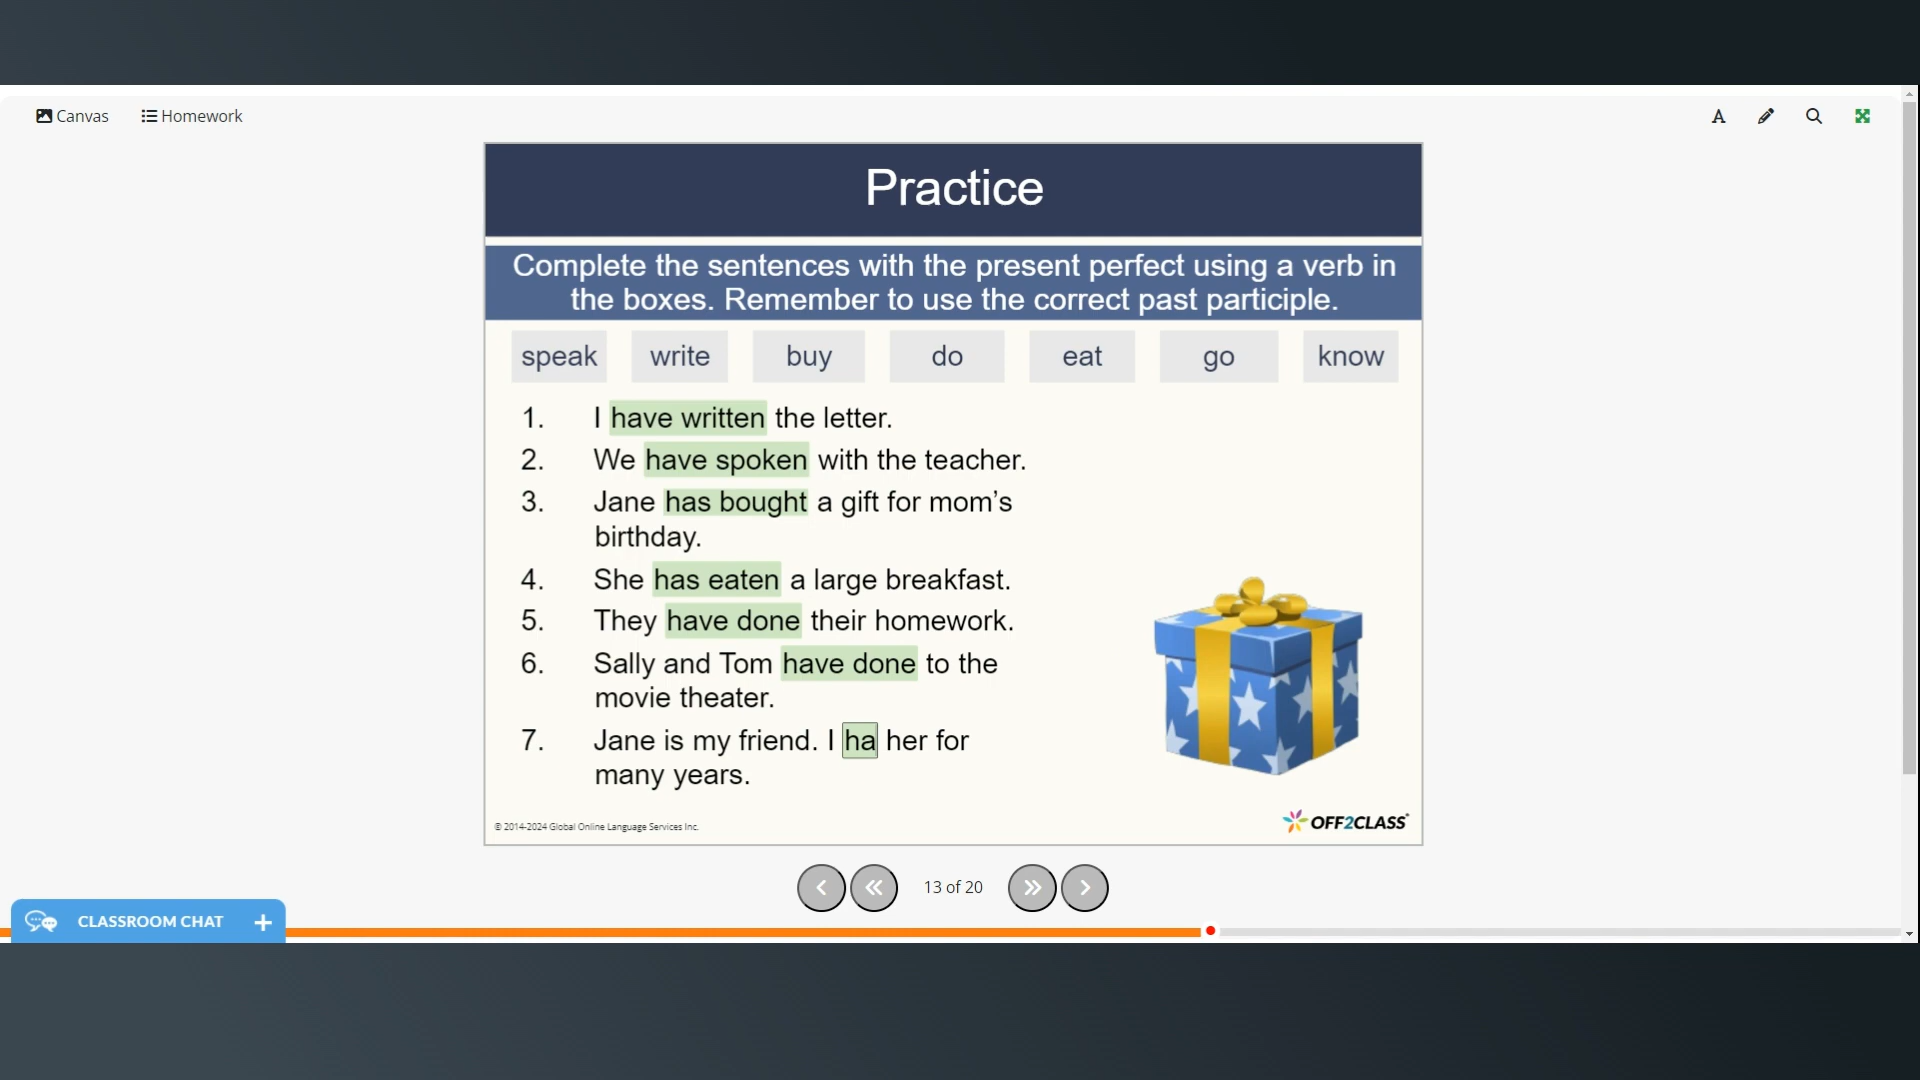 Canvas
Homework
A
Practice
Complete the sentences with the present perfect using a verb in
the boxes. Remember to use the correct past participle.
speak write buy do eat go know
1. I have written the letter.
2. We have spoken with the teacher.
3. Jane has bought a gift for mom’s
birthday.
4. She has eaten a large breakfast.
5. They have done their homework.
6. Sally and Tom have done to the
movie theater.
7. Jane is my friend. I ha her for
many years.
© 2014-2024 Global Online Language Services Inc.
OFF2CLASS
13 of 20
CLASSROOM CHAT +